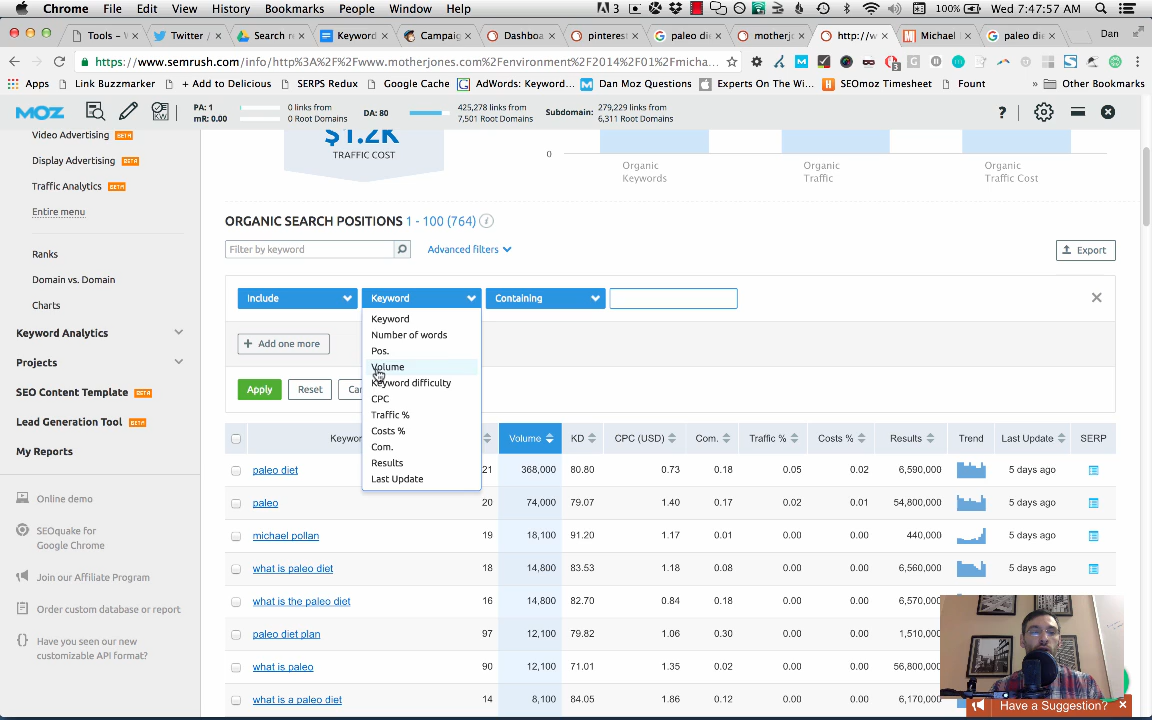 Chrome File Edit View History Bookmarks People Window Help 3 100% Wed 7:47:57 AM
Tools – Twitter / Search re Keyword Campaig Dashboa pinterest paleo die motherjo http://w Michael paleo die Dan
https://www.semrush.com/info/http%3A%2F%2Fwww.motherjones.com%2Fenvironment%2F2014%2F01%2Fmicha...
Apps Link Buzzmarker + Add to Delicious SERPS Redux Google Cache AdWords: Keyword... Dan Moz Questions Experts On The Wi... SEOmoz Timesheet Fount » Other Bookmarks
MOZ PA: 1 0 links from DA: 80 425,278 links from Subdomain: 279,229 links from ?
mR: 0.00 0 Root Domains 7,501 Root Domains 6,311 Root Domains
Video Advertising BETA
Display Advertising BETA
Traffic Analytics BETA
Entire menu
Ranks
Domain vs. Domain
Charts
Keyword Analytics
Projects
SEO Content Template BETA
Lead Generation Tool BETA
My Reports
Online demo
SEOquake for
Google Chrome
Join our Affiliate Program
Order custom database or report
Have you seen our new
customizable API format?
$1.2K
TRAFFIC COST
0
Organic
Keywords
Organic
Traffic
Organic
Traffic Cost
ORGANIC SEARCH POSITIONS 1 - 100 (764) i
Filter by keyword Advanced filters Export
Include Keyword Containing
+ Add one more
Apply Reset
Keyword
Number of words
Pos.
Volume
Keyword difficulty
CPC
Traffic %
Costs %
Com.
Results
Last Update
Volume KD CPC (USD) Com. Traffic % Costs % Results Trend Last Update SERP
paleo diet 21 368,000 80.80 0.73 0.18 0.05 0.02 6,590,000 5 days ago
paleo 20 74,000 79.07 1.40 0.17 0.02 0.01 54,800,000 5 days ago
michael pollan 19 18,100 91.20 1.17 0.01 0.00 0.00 440,000 5 days ago
what is paleo diet 18 14,800 83.53 1.18 0.08 0.00 0.00 6,560,000 5 days ago
what is the paleo diet 16 14,800 82.70 0.84 0.18 0.00 0.00
paleo diet plan 97 12,100 79.82 1.06 0.30 0.00 0.00
what is paleo 90 12,100 71.01 1.35 0.02 0.00 0.00
what is a paleo diet 14 8,100 84.05 1.86 0.12 0.00 0.00
Have a Suggestion?